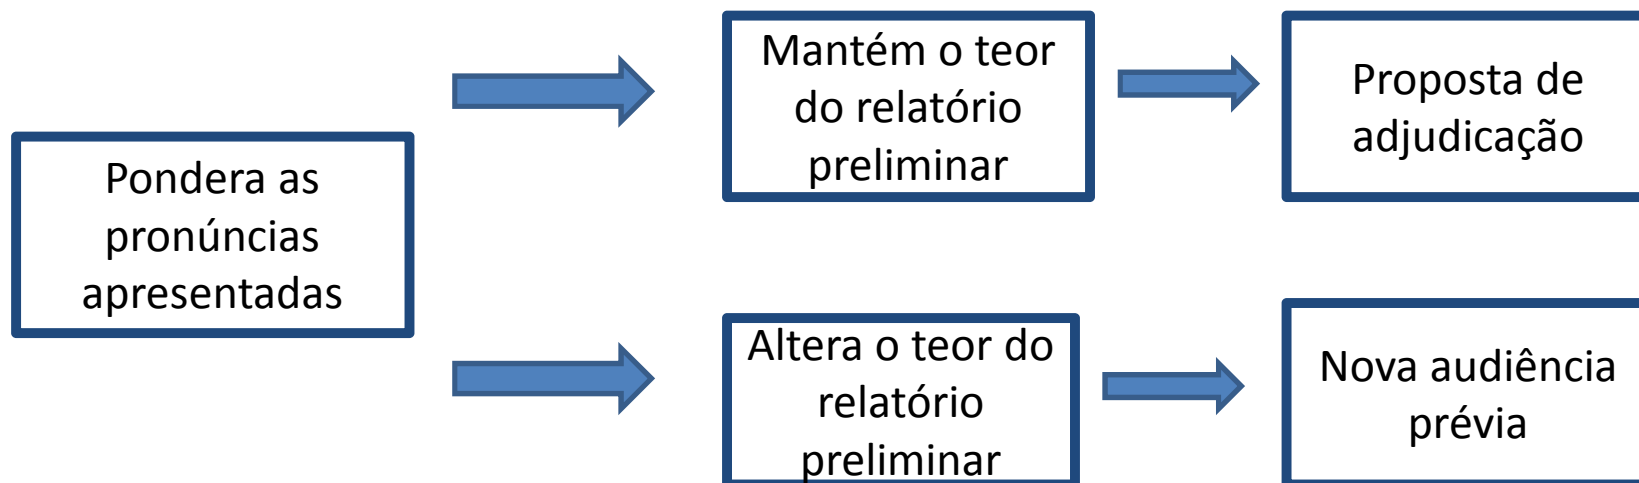 Pondera as
pronúncias
apresentadas
Mantém o teor
do relatório
preliminar
Proposta de
adjudicação
Altera o teor do
relatório
preliminar
Nova audiência
prévia